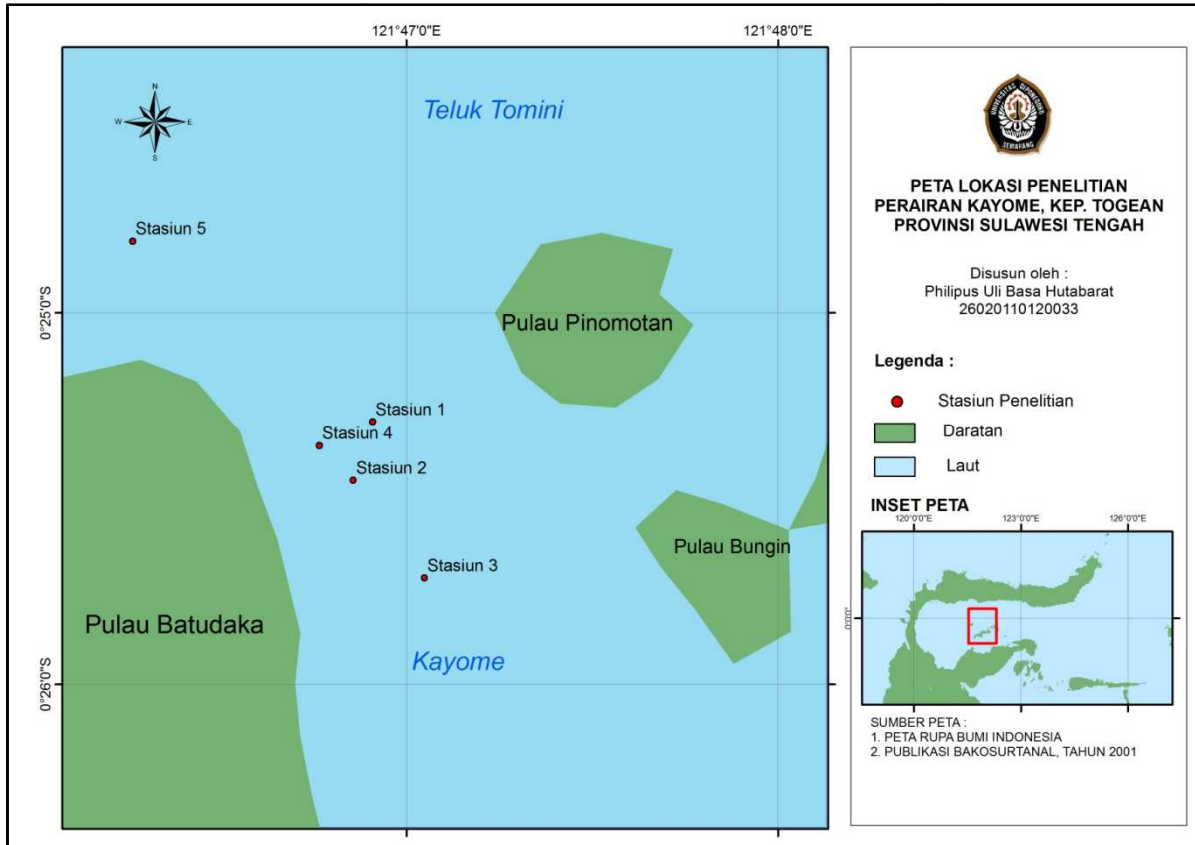 121°47'0"E
121°48'0"E
N
W
E
S
Teluk Tomini
Stasiun 5
0°25'0"S
Pulau Pinomotan
Stasiun 1
Stasiun 4
Stasiun 2
Pulau Bungin
Stasiun 3
Pulau Batudaka
Kayome
0°26'0"S
UNIVERSITAS DIPONEGORO
SEMARANG
PETA LOKASI PENELITIAN
PERAIRAN KAYOME, KEP. TOGEAN
PROVINSI SULAWESI TENGAH
Disusun oleh :
Philipus Uli Basa Hutabarat
26020110120033
Legenda :
Stasiun Penelitian
Daratan
Laut
INSET PETA
120°0'0"E
123°0'0"E
126°0'0"E
SUMBER PETA :
1. PETA RUPA BUMI INDONESIA
2. PUBLIKASI BAKOSURTANAL, TAHUN 2001